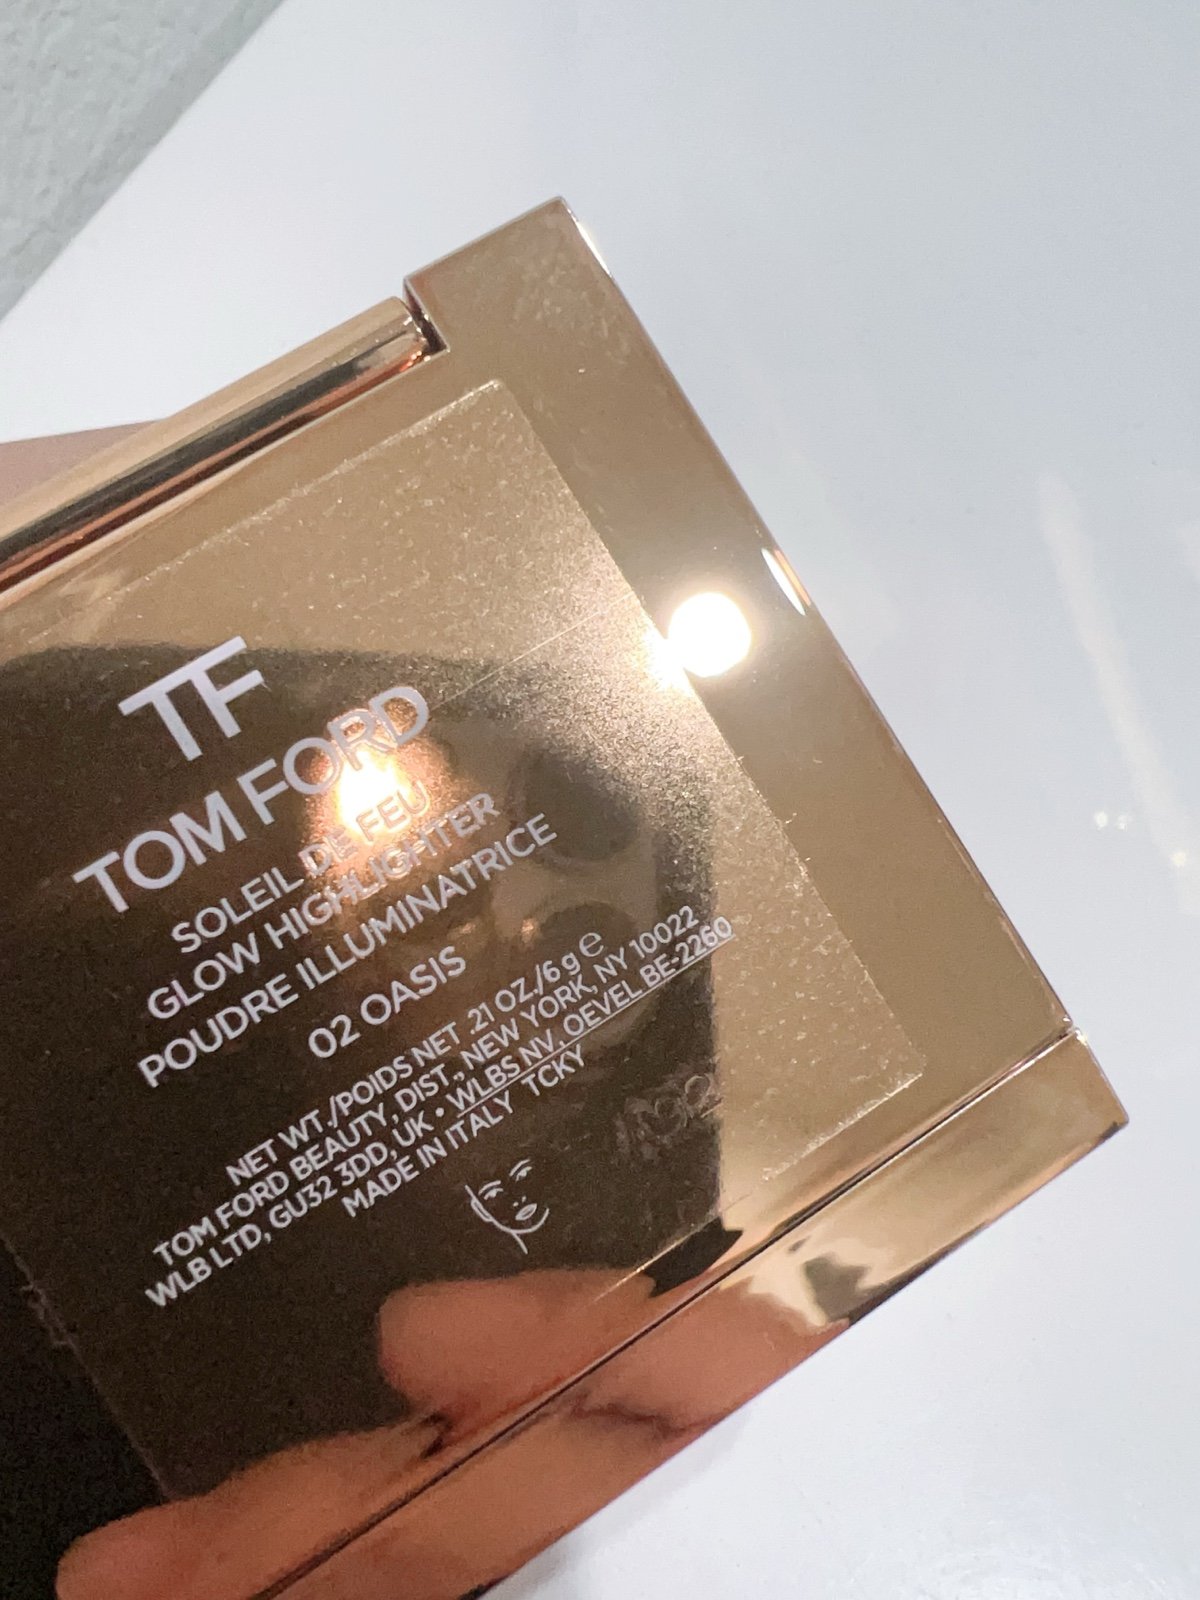 TF
TOM FORD
SOLEIL DE FEU
GLOW HIGHLIGHTER
POUDRE ILLUMINATRICE
02 OASIS
NET WT./POIDS NET .21 OZ./6 g ℮
TOM FORD BEAUTY, DIST., NEW YORK, NY 10022
WLB LTD, GU32 3DD, UK • WLBS NV, OEVEL BE-2260
MADE IN ITALY TCKY